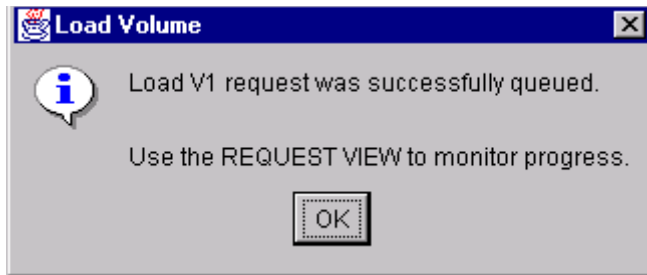 Load Volume
Load V1 request was successfully queued.
Use the REQUEST VIEW to monitor progress.
OK